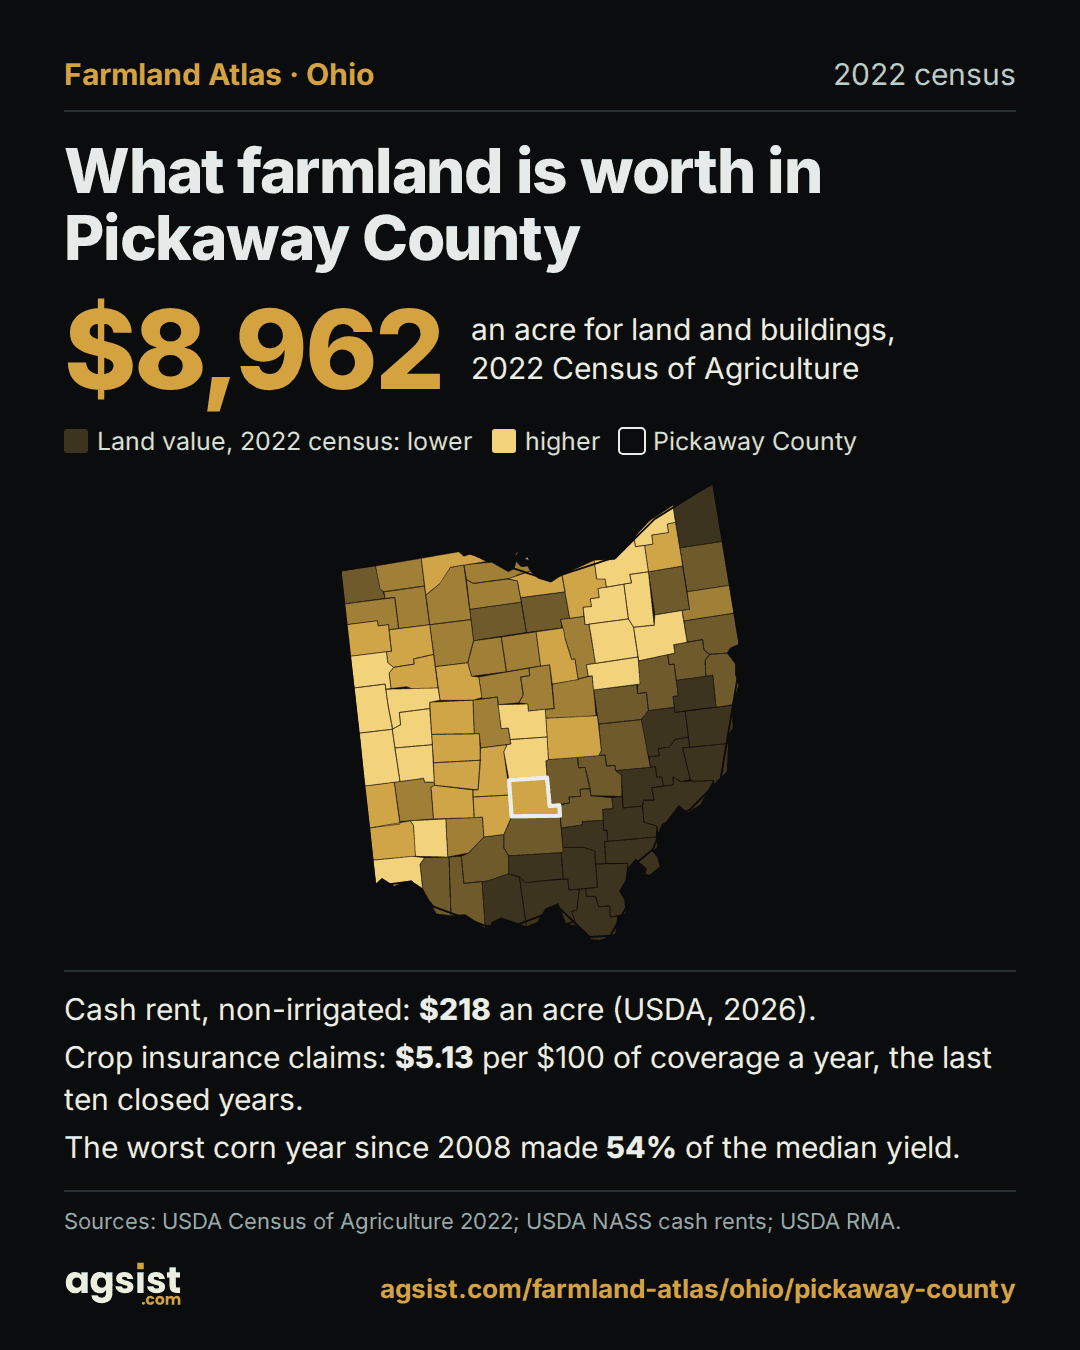 Farmland Atlas · Ohio
2022 census
What farmland is worth in
Pickaway County
$8,962
an acre for land and buildings,
2022 Census of Agriculture
Land value, 2022 census: lower
higher
Pickaway County
Cash rent, non-irrigated: $218 an acre (USDA, 2026).
Crop insurance claims: $5.13 per $100 of coverage a year, the last
ten closed years.
The worst corn year since 2008 made 54% of the median yield.
Sources: USDA Census of Agriculture 2022; USDA NASS cash rents; USDA RMA.
agsist
.com
agsist.com/farmland-atlas/ohio/pickaway-county